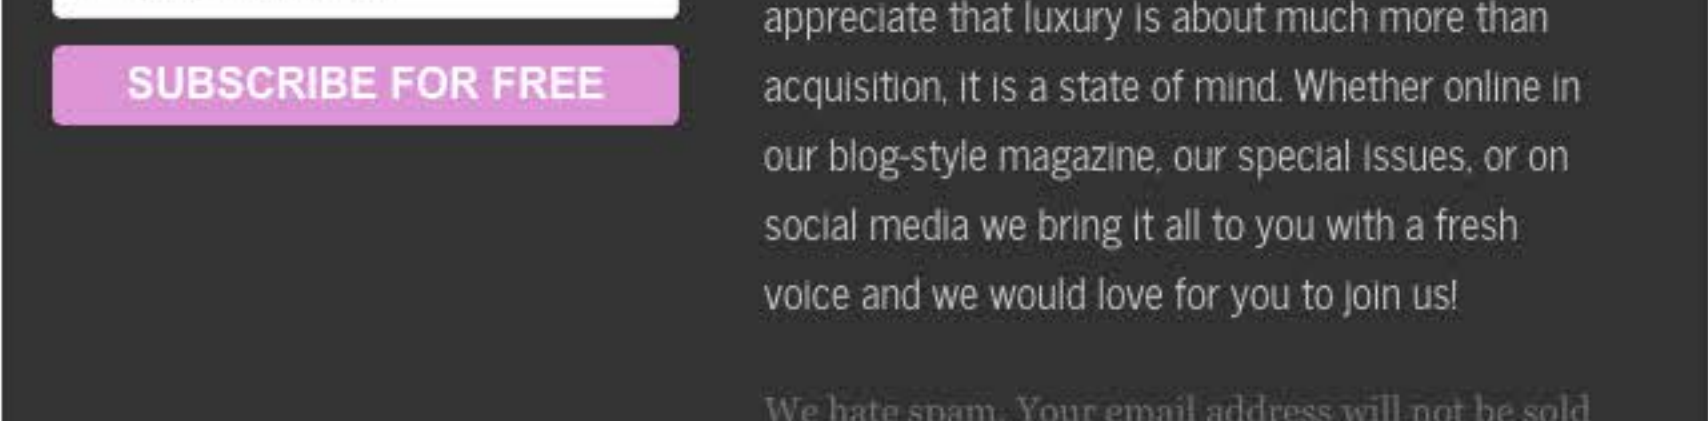 SUBSCRIBE FOR FREE
appreciate that luxury is about much more than
acquisition, it is a state of mind. Whether online in
our blog-style magazine, our special issues, or on
social media we bring it all to you with a fresh
voice and we would love for you to join us!
We hate spam. Your email address will not be sold